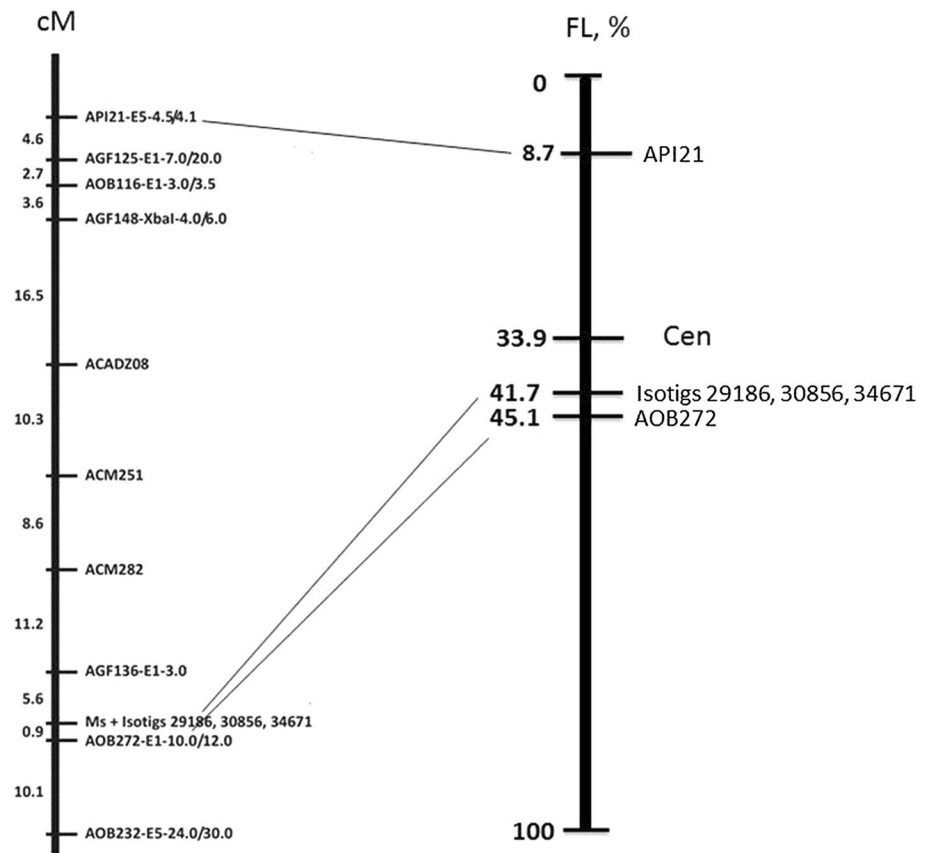 cM
API21-E5-4.5/4.1
4.6
AGF125-E1-7.0/20.0
2.7
AOB116-E1-3.0/3.5
3.6
AGF148-XbaI-4.0/6.0
16.5
ACADZ08
10.3
ACM251
8.6
ACM282
11.2
AGF136-E1-3.0
5.6
Ms + Isotigs 29186, 30856, 34671
0.9
AOB272-E1-10.0/12.0
10.1
AOB232-E5-24.0/30.0
FL, %
0
8.7 API21
33.9 Cen
41.7 Isotigs 29186, 30856, 34671
45.1 AOB272
100